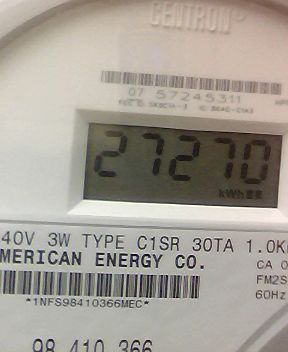 CENTRON®
07 57245311
27270
kWh
40V 3W TYPE C1SR 30TA 1.0K
MERICAN ENERGY CO.
CA 0
FM2S
60Hz
*1NFS98410366MEC*
98 410 366